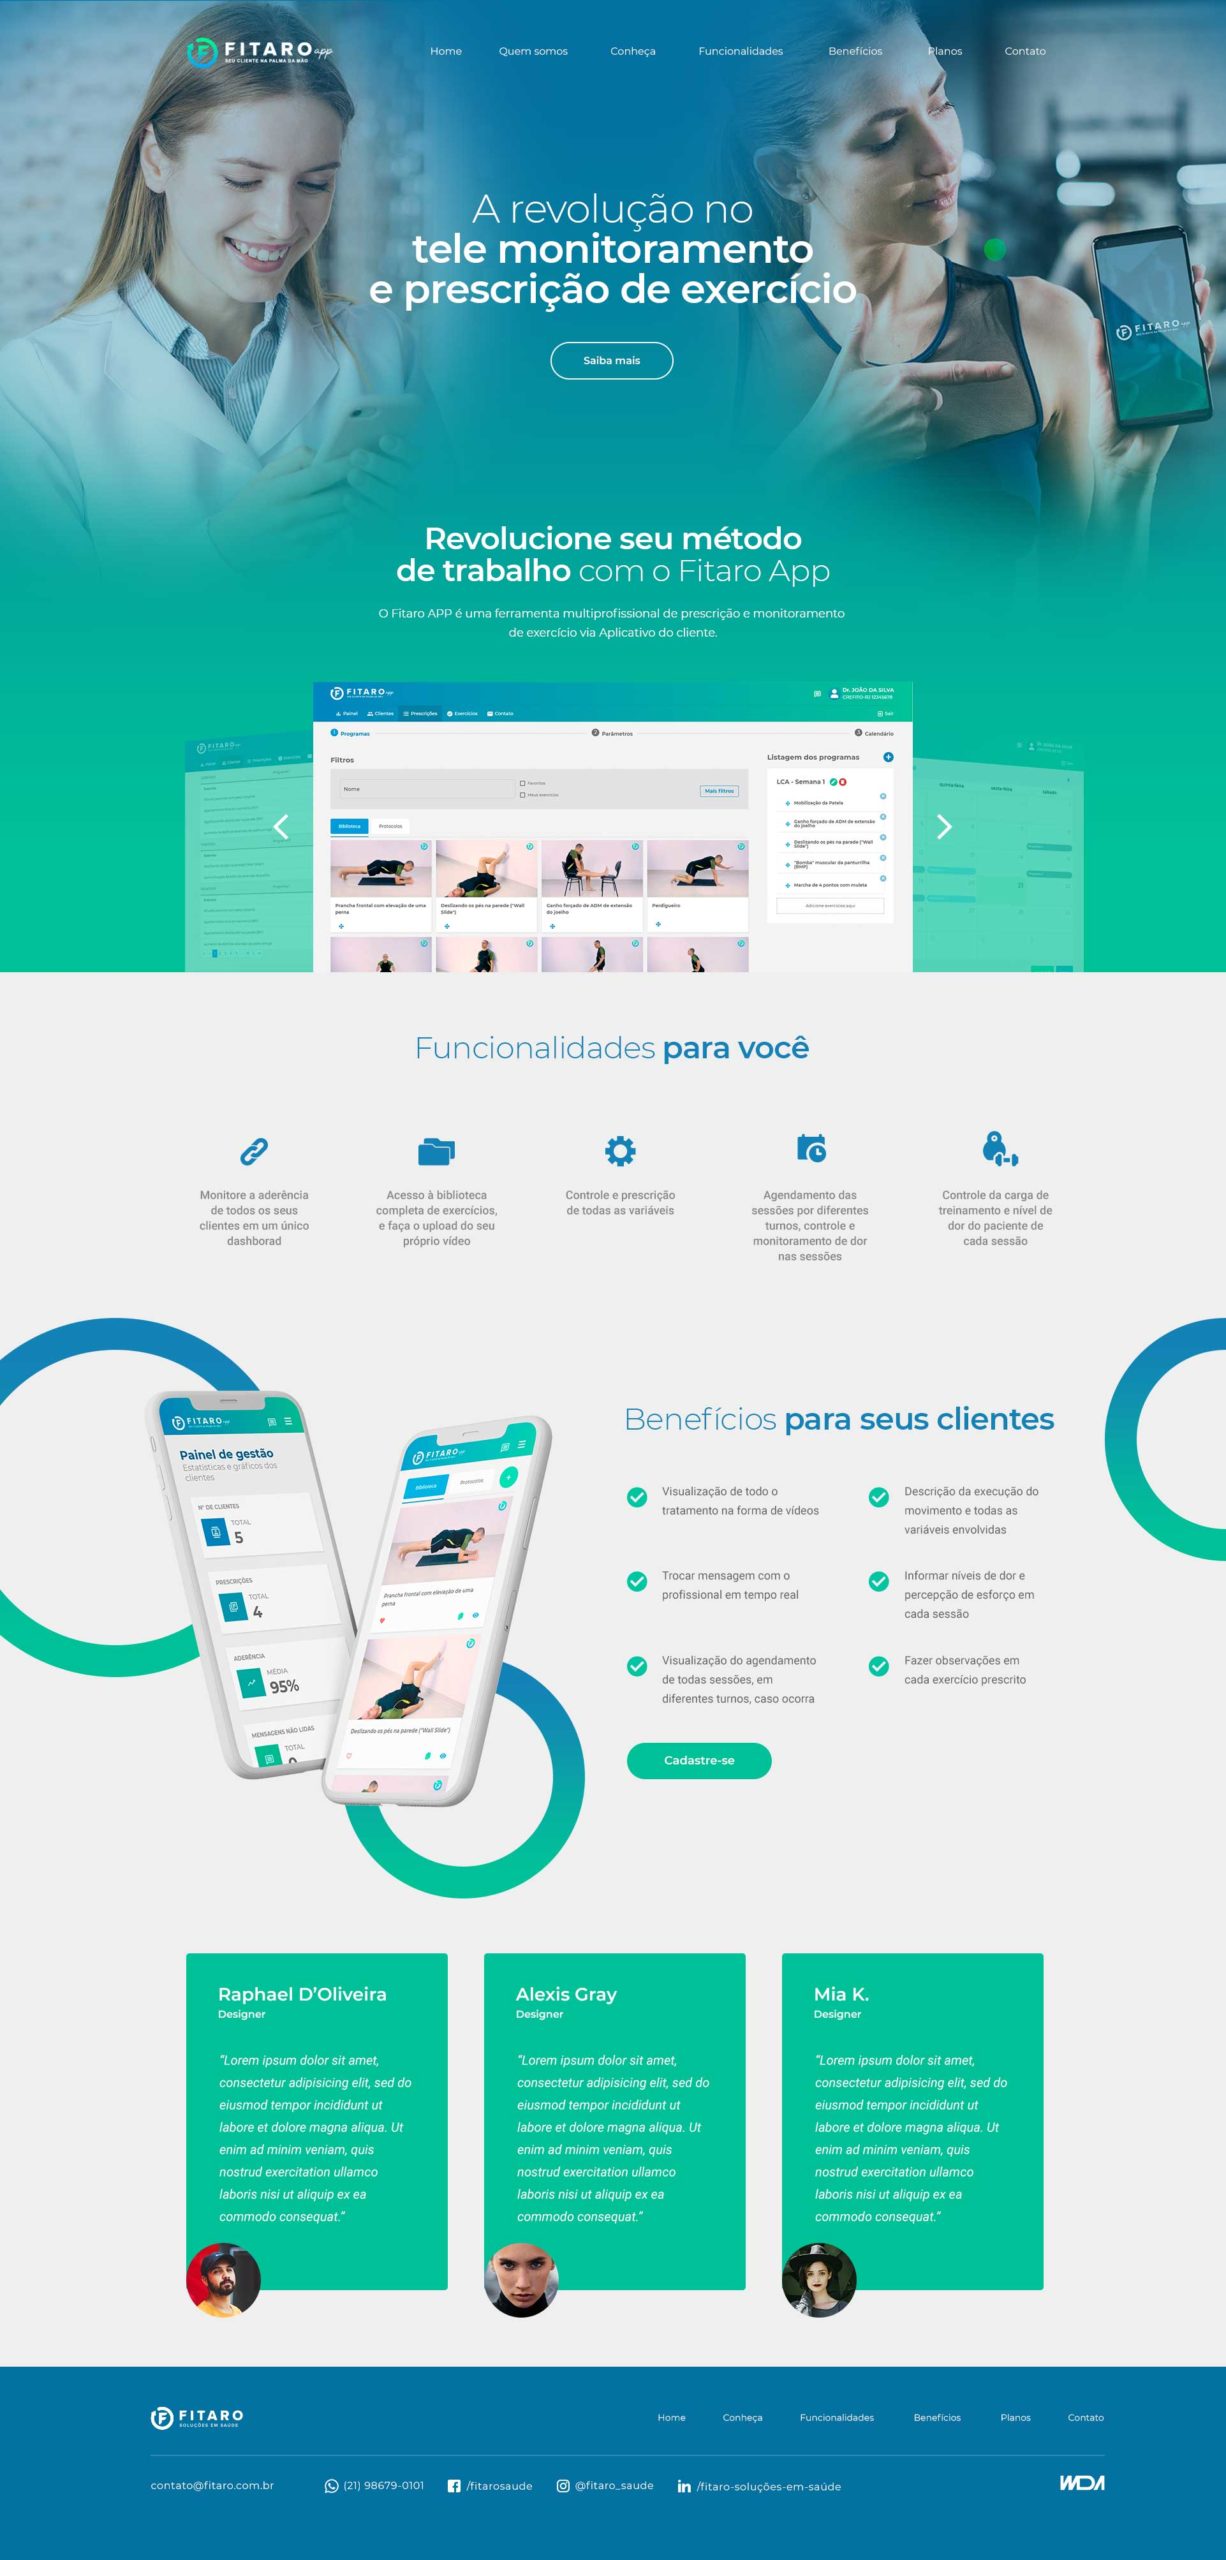 FITARO app
SEU CLIENTE NA PALMA DA MÃO
Home Quem somos Conheça Funcionalidades Benefícios Planos Contato
A revolução no
tele monitoramento
e prescrição de exercício
Saiba mais
FITARO
Revolucione seu método
de trabalho com o Fitaro App
O Fitaro APP é uma ferramenta multiprofissional de prescrição e monitoramento
de exercício via Aplicativo do cliente.
FITARO app
Dr. JOÃO DA SILVA
CREFITO-RJ 12345678
Painel Clientes Prescrições Exercícios Contato Sair
1 Programas 2 Parâmetros 3 Calendário
Filtros
Nome
Favoritos
Meus exercícios
Mais filtros
Biblioteca Protocolos
Prancha frontal com elevação de uma
perna
Deslizando os pés na parede ("Wall
Slide")
Ganho forçado de ADM de extensão
do joelho
Perdigueiro
Listagem dos programas
LCA - Semana 1
Mobilização da Patela
Ganho forçado de ADM de extensão
do joelho
Deslizando os pés na parede ("Wall
Slide")
"Bomba" muscular da panturrilha
(BMP)
Marcha de 4 pontos com muleta
Adicione exercícios aqui
Funcionalidades para você
Monitore a aderência
de todos os seus
clientes em um único
dashborad
Acesso à biblioteca
completa de exercícios,
e faça o upload do seu
próprio vídeo
Controle e prescrição
de todas as variáveis
Agendamento das
sessões por diferentes
turnos, controle e
monitoramento de dor
nas sessões
Controle da carga de
treinamento e nível de
dor do paciente de
cada sessão
FITARO app
Painel de gestão
Estatísticas e gráficos dos
clientes
Nº DE CLIENTES
TOTAL
5
PRESCRIÇÕES
TOTAL
4
ADERÊNCIA
MÉDIA
95%
MENSAGENS NÃO LIDAS
TOTAL
FITARO app
Biblioteca Protocolos
Prancha frontal com elevação de uma
perna
Deslizando os pés na parede ("Wall Slide")
Benefícios para seus clientes
Visualização de todo o
tratamento na forma de vídeos
Descrição da execução do
movimento e todas as
variáveis envolvidas
Trocar mensagem com o
profissional em tempo real
Informar níveis de dor e
percepção de esforço em
cada sessão
Visualização do agendamento
de todas sessões, em
diferentes turnos, caso ocorra
Fazer observações em
cada exercício prescrito
Cadastre-se
Raphael D’Oliveira
Designer
“Lorem ipsum dolor sit amet,
consectetur adipisicing elit, sed do
eiusmod tempor incididunt ut
labore et dolore magna aliqua. Ut
enim ad minim veniam, quis
nostrud exercitation ullamco
laboris nisi ut aliquip ex ea
commodo consequat.”
Alexis Gray
Designer
“Lorem ipsum dolor sit amet,
consectetur adipisicing elit, sed do
eiusmod tempor incididunt ut
labore et dolore magna aliqua. Ut
enim ad minim veniam, quis
nostrud exercitation ullamco
laboris nisi ut aliquip ex ea
commodo consequat.”
Mia K.
Designer
“Lorem ipsum dolor sit amet,
consectetur adipisicing elit, sed do
eiusmod tempor incididunt ut
labore et dolore magna aliqua. Ut
enim ad minim veniam, quis
nostrud exercitation ullamco
laboris nisi ut aliquip ex ea
commodo consequat.”
FITARO
SOLUÇÕES EM SAÚDE
Home Conheça Funcionalidades Benefícios Planos Contato
contato@fitaro.com.br (21) 98679-0101 /fitarosaude @fitaro_saude /fitaro-soluções-em-saúde WDA